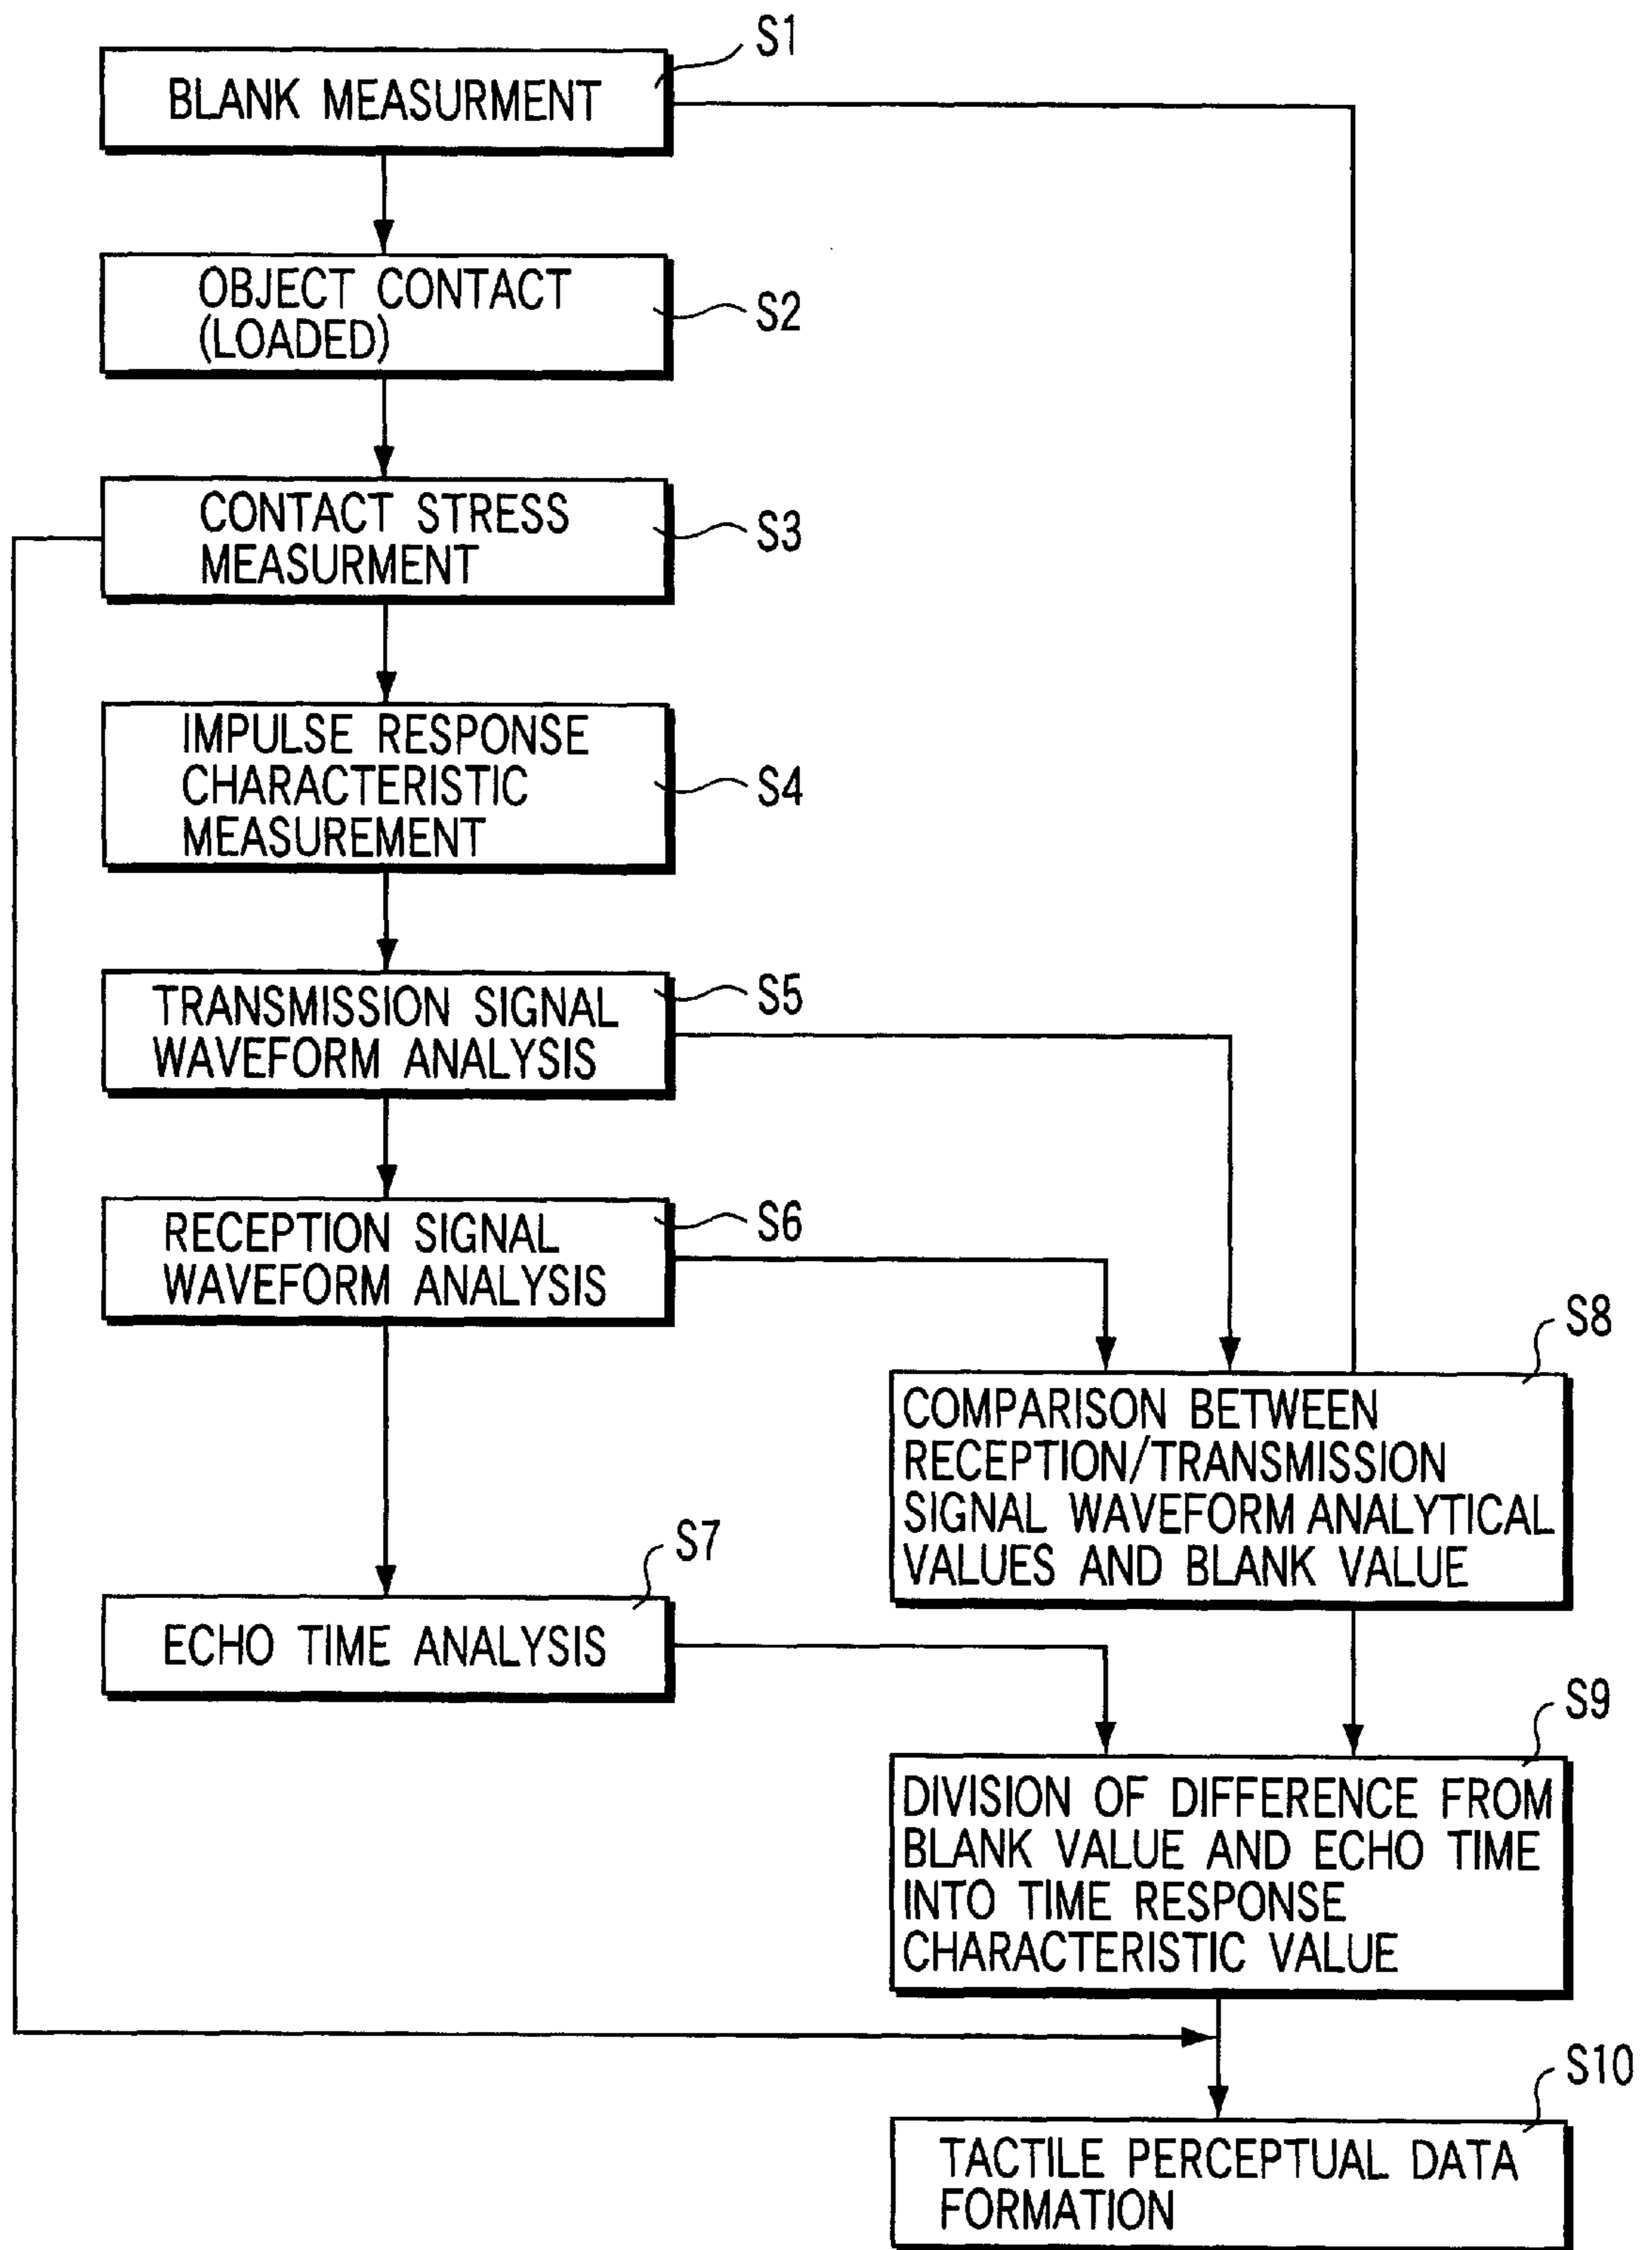 S1
BLANK MEASURMENT
OBJECT CONTACT
(LOADED)
S2
CONTACT STRESS
MEASURMENT
S3
IMPULSE RESPONSE
CHARACTERISTIC
MEASUREMENT
S4
TRANSMISSION SIGNAL
WAVEFORM ANALYSIS
S5
RECEPTION SIGNAL
WAVEFORM ANALYSIS
S6
S8
COMPARISON BETWEEN
RECEPTION/TRANSMISSION
SIGNAL WAVEFORM ANALYTICAL
VALUES AND BLANK VALUE
S7
ECHO TIME ANALYSIS
S9
DIVISION OF DIFFERENCE FROM
BLANK VALUE AND ECHO TIME
INTO TIME RESPONSE
CHARACTERISTIC VALUE
S10
TACTILE PERCEPTUAL DATA
FORMATION